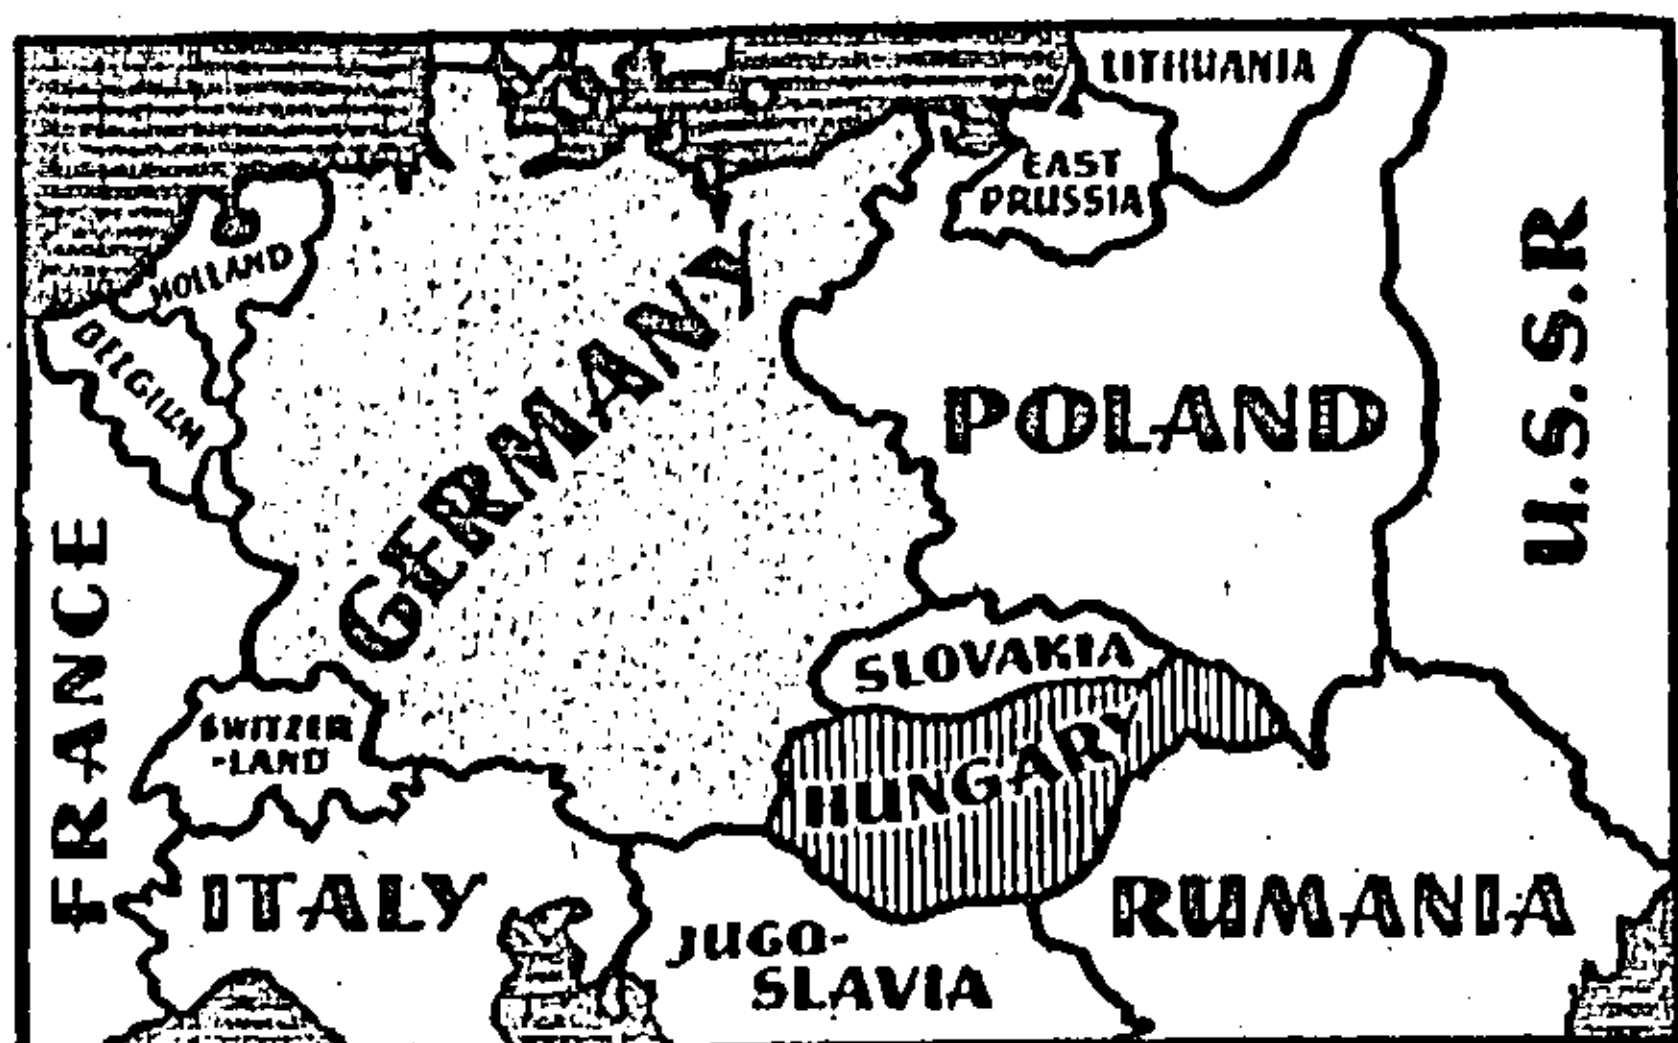 LITHUANIA
EAST
PRUSSIA
HOLLAND
BELGIUM
GERMANY
POLAND
U.S.S.R
FRANCE
SLOVAKIA
SWITZER
-LAND
HUNGARY
ITALY
RUMANIA
JUGO-
SLAVIA